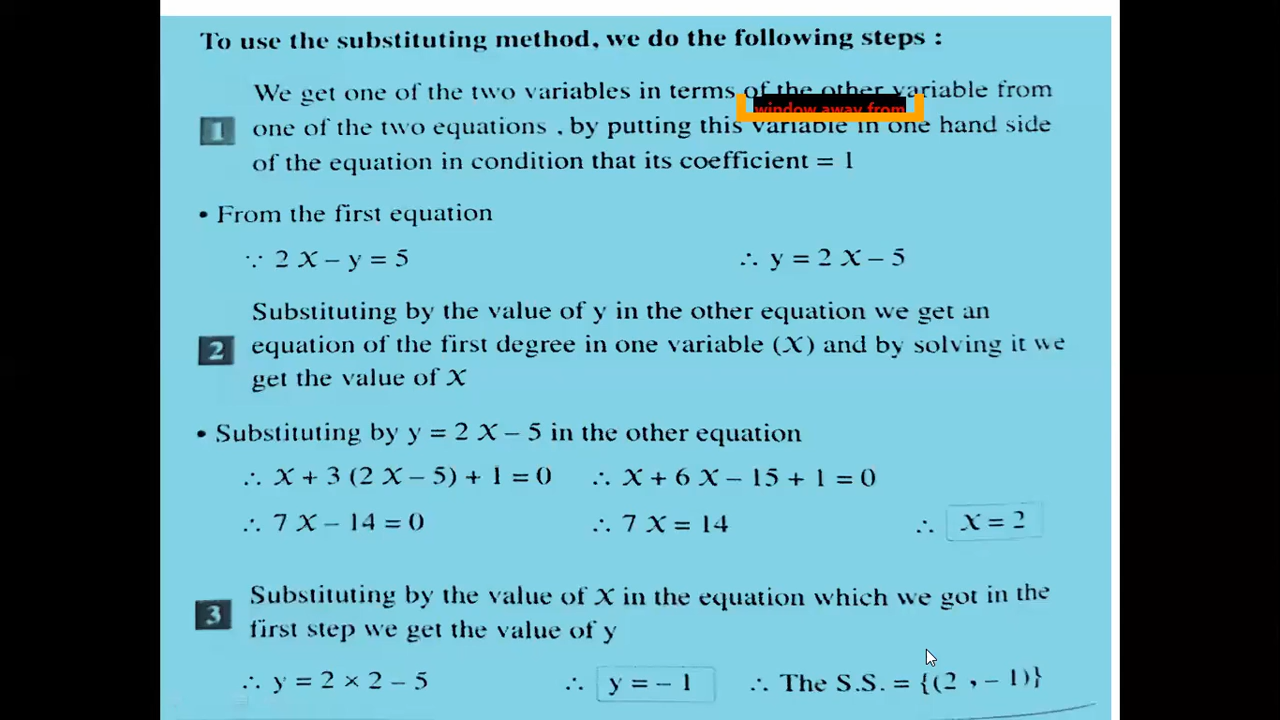 To use the substituting method, we do the following steps :
We get one of the two variables in terms of the other variable from
window away from
1
one of the two equations , by putting this variable in one hand side
of the equation in condition that its coefficient = 1
• From the first equation
∵ 2 X – y = 5 ∴ y = 2 X – 5
Substituting by the value of y in the other equation we get an
2 equation of the first degree in one variable (X) and by solving it we
get the value of X
• Substituting by y = 2 X – 5 in the other equation
∴ X + 3 (2 X – 5) + 1 = 0 ∴ X + 6 X – 15 + 1 = 0
∴ 7 X – 14 = 0 ∴ 7 X = 14 ∴ X = 2
Substituting by the value of X in the equation which we got in the
3
first step we get the value of y
∴ y = 2 × 2 – 5 ∴ y = – 1 ∴ The S.S. = {(2 , – 1)}